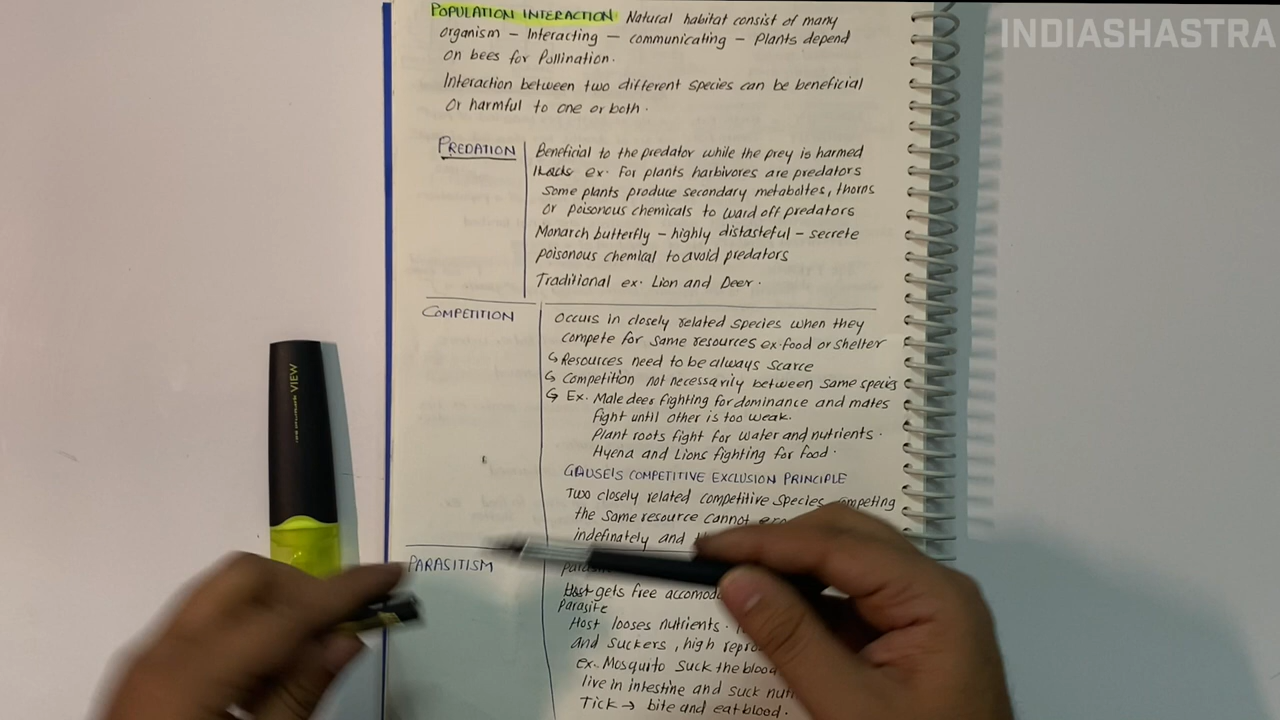 POPULATION INTERACTION Natural habitat consist of many
organism – Interacting – communicating – Plants depend
on bees for Pollination.
Interaction between two different species can be beneficial
or harmful to one or both.
PREDATION
Beneficial to the predator while the prey is harmed
ex. For plants harbivores are predators
some plants produce secondary metaboltes, thorns
or poisonous chemicals to ward off predators
Monarch butterfly – highly distasteful – secrete
poisonous chemical to avoid predators
Traditional ex. Lion and Deer.
COMPETITION
occurs in closely related species when they
compete for same resources ex. food or shelter
↳ Resources need to be always scarce
↳ Competition not necessarily between same species
↳ Ex. Male deer fighting for dominance and mates
fight until other is too weak.
Plant roots fight for water and nutrients.
Hyena and Lions fighting for food.
GAUSE'S COMPETITIVE EXCLUSION PRINCIPLE
Two closely related competitive species
the same resource cannot
indefinately and
PARASITISM
Host gets free
Parasite
Host looses nutrients.
and suckers, high
ex. Mosquito suck the blood
live in intestine and suck
Tick → bite and eat blood.
INDIASHASTRA
VIEW